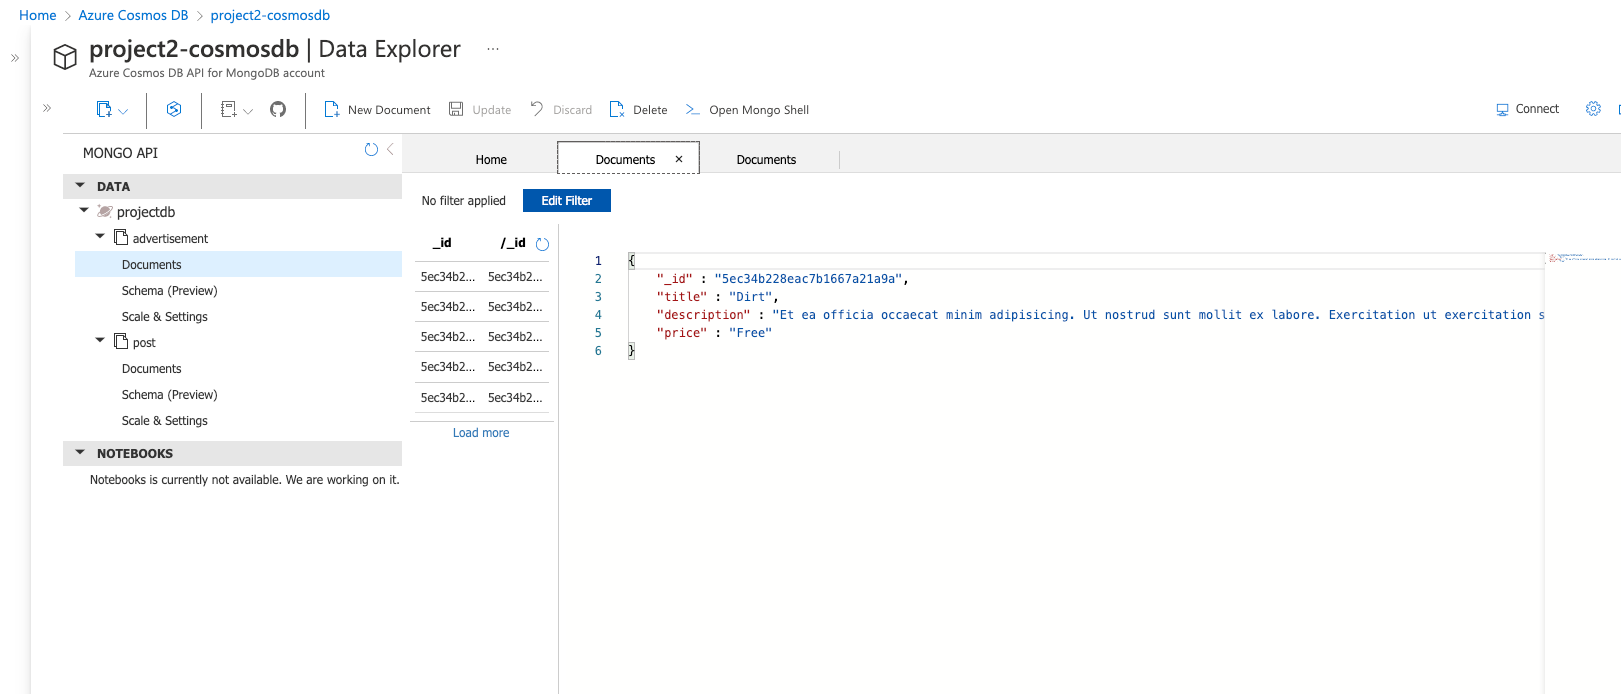 Home > Azure Cosmos DB > project2-cosmosdb
project2-cosmosdb | Data Explorer ...
Azure Cosmos DB API for MongoDB account
New Document Update Discard Delete Open Mongo Shell Connect
MONGO API
DATA
projectdb
advertisement
Documents
Schema (Preview)
Scale & Settings
post
Documents
Schema (Preview)
Scale & Settings
NOTEBOOKS
Notebooks is currently not available. We are working on it.
Home Documents × Documents
No filter applied Edit Filter
_id /_id
5ec34b2... 5ec34b2...
5ec34b2... 5ec34b2...
5ec34b2... 5ec34b2...
5ec34b2... 5ec34b2...
5ec34b2... 5ec34b2...
Load more
1 {
2 "_id" : "5ec34b228eac7b1667a21a9a",
3 "title" : "Dirt",
4 "description" : "Et ea officia occaecat minim adipisicing. Ut nostrud sunt mollit ex labore. Exercitation ut exercitation s
5 "price" : "Free"
6 }